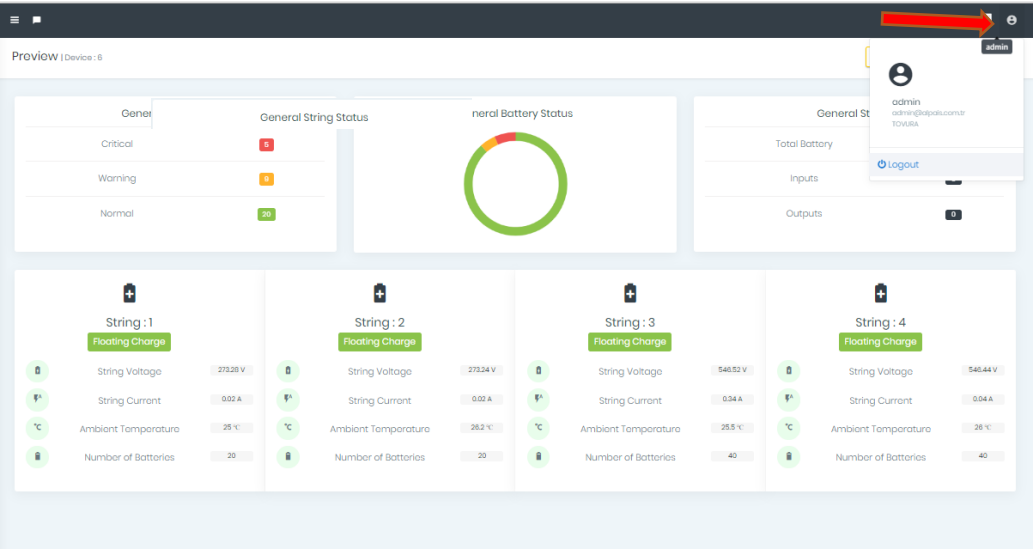 admin
Preview | Device : 6
admin
admin@alpais.com.tr
TOVURA
Logout
General String Status
Critical 5
Warning
Normal 20
General Battery Status
General St
Total Battery
Inputs
Outputs 0
String : 1
Floating Charge
String Voltage 273.28 V
String Current 0.02 A
Ambient Temperature 25 °C
Number of Batteries 20
String : 2
Floating Charge
String Voltage 273.24 V
String Current 0.02 A
Ambient Temperature 26.2 °C
Number of Batteries 20
String : 3
Floating Charge
String Voltage 546.52 V
String Current 0.34 A
Ambient Temperature 25.5 °C
Number of Batteries 40
String : 4
Floating Charge
String Voltage 546.44 V
String Current 0.04 A
Ambient Temperature 26 °C
Number of Batteries 40
°C
°C
°C
°C